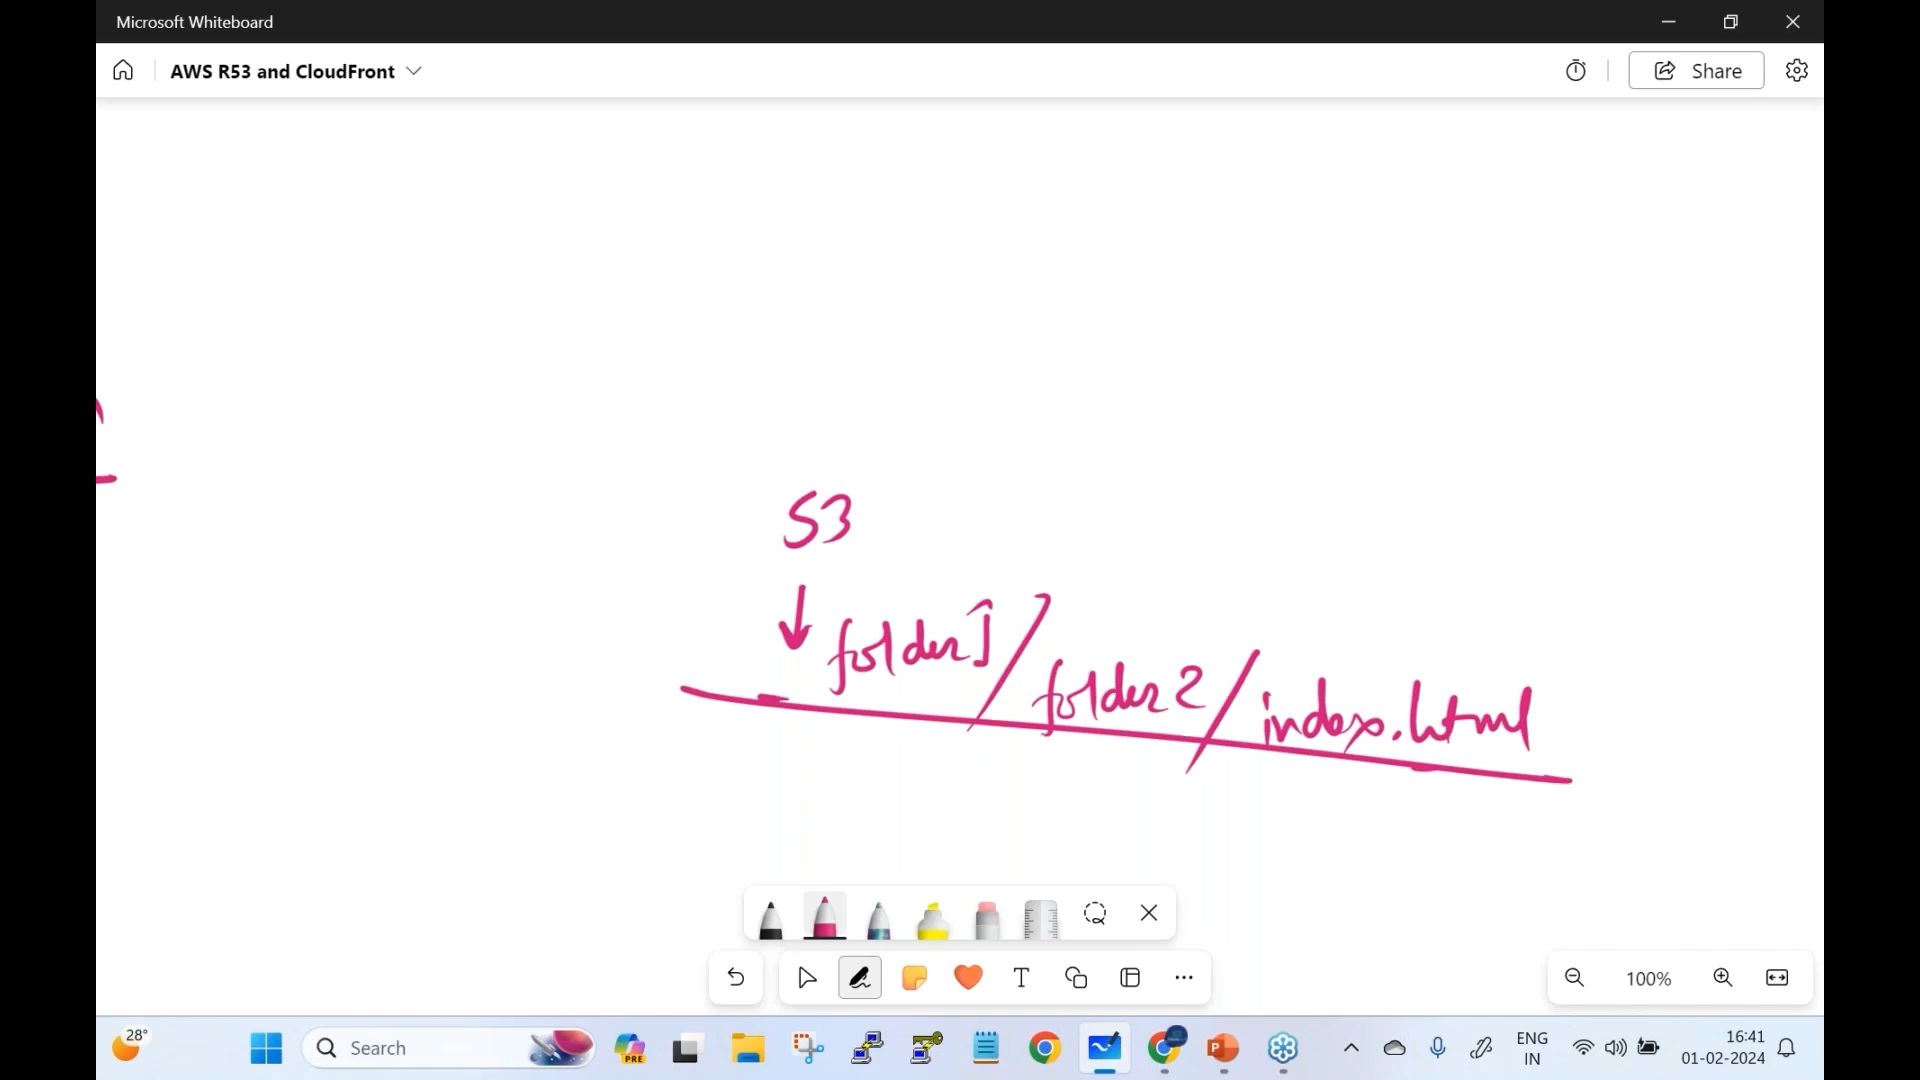 Microsoft Whiteboard
AWS R53 and CloudFront
Share
S3
folder1/folder2/index.html
100%
28°
Search
PRE
ENG
IN
16:41
01-02-2024